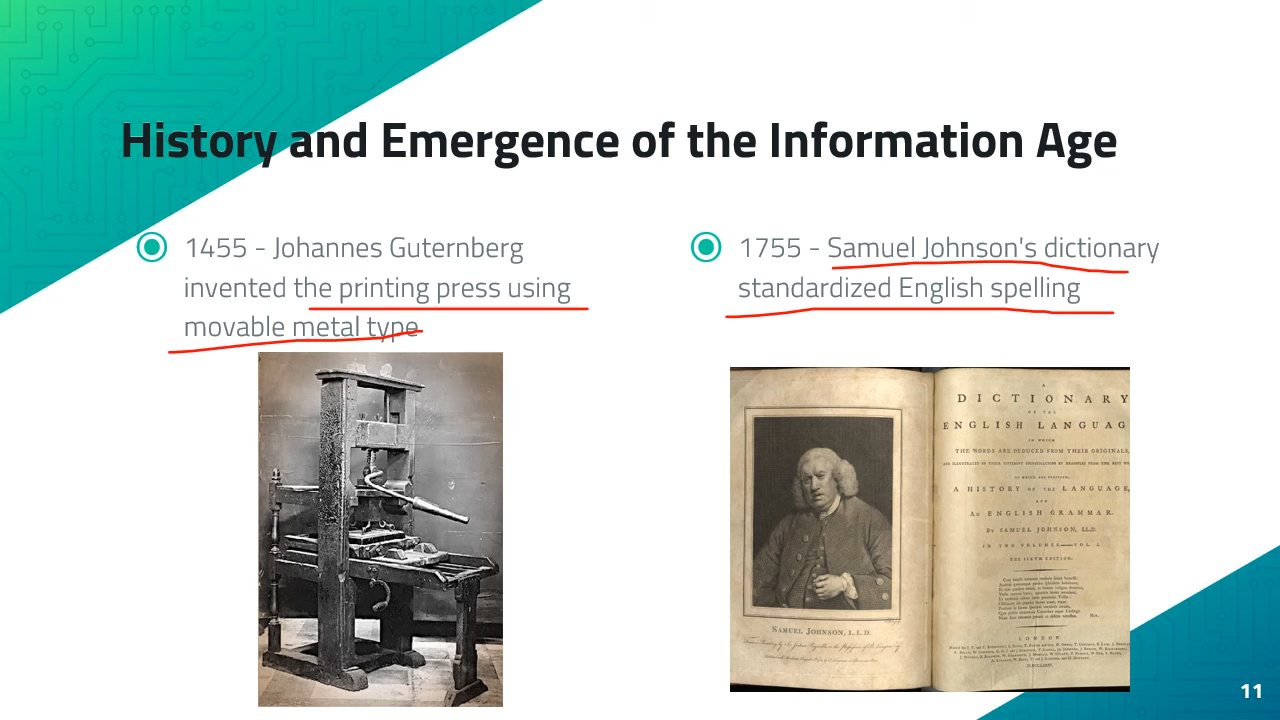 History and Emergence of the Information Age
1455 - Johannes Guternberg
invented the printing press using
movable metal type
1755 - Samuel Johnson's dictionary
standardized English spelling
SAMUEL JOHNSON, L.L.D.
A
DICTIONARY
OF THE
ENGLISH LANGUAG
IN WHICH
THE WORDS ARE DEDUCED FROM THEIR ORIGINALS,
A HISTORY OF THE LANGUAGE,
AND
AN ENGLISH GRAMMAR.
BY SAMUEL JOHNSON, LL.D.
IN TWO VOLUMES—VOL. I.
THE SIXTH EDITION.
LONDON:
11